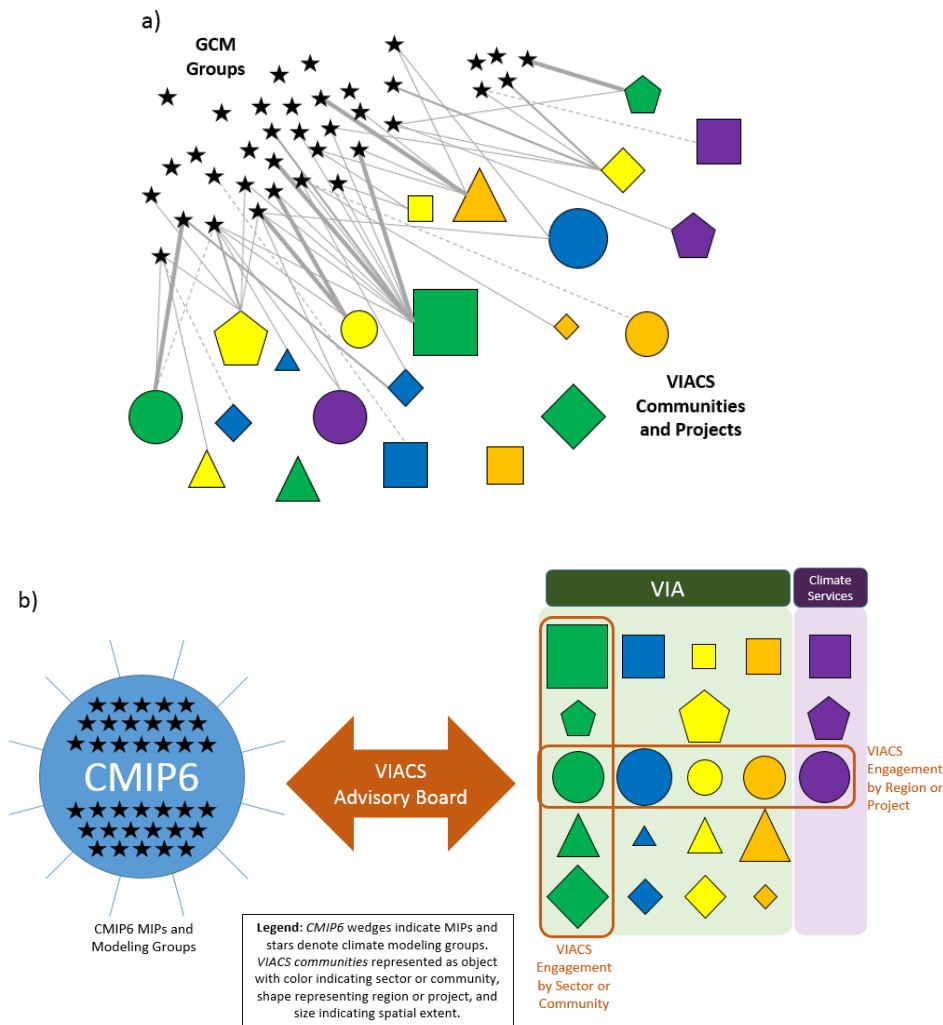 a)
GCM
Groups
VIACS
Communities
and Projects
b)
VIA
Climate
Services
CMIP6
VIACS
Advisory Board
VIACS
Engagement
by Region or
Project
CMIP6 MIPs and
Modeling Groups
Legend: CMIP6 wedges indicate MIPs and
stars denote climate modeling groups.
VIACS communities represented as object
with color indicating sector or community,
shape representing region or project, and
size indicating spatial extent.
VIACS
Engagement
by Sector or
Community